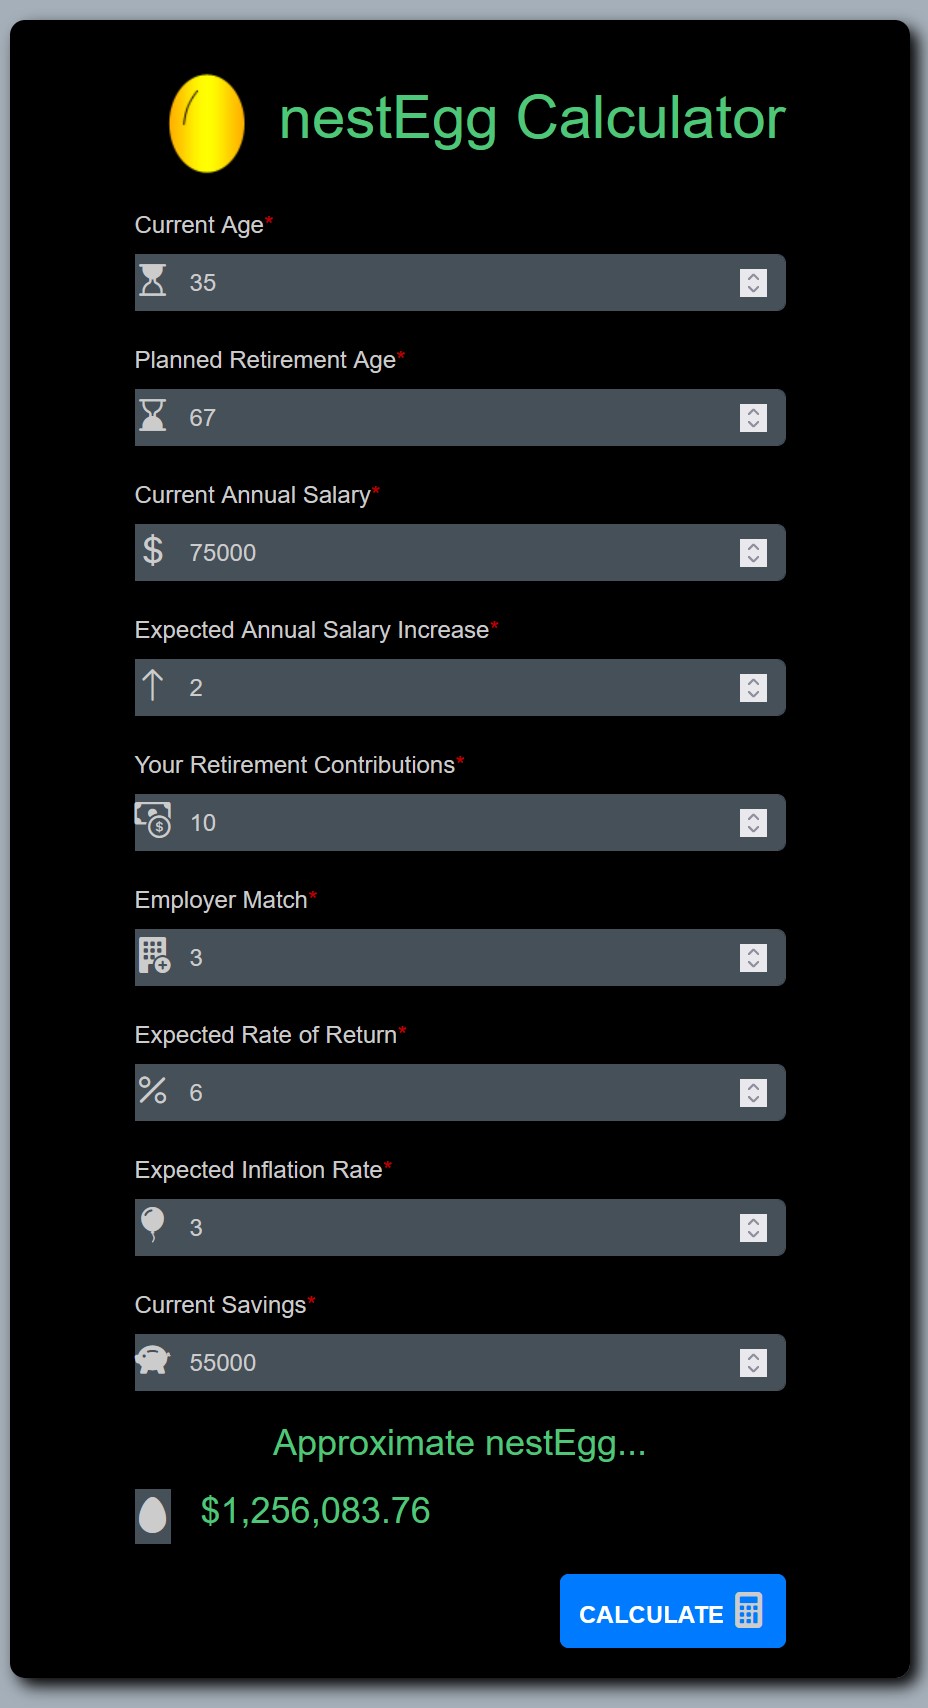 nestEgg Calculator
Current Age*
35
Planned Retirement Age*
67
Current Annual Salary*
$ 75000
Expected Annual Salary Increase*
2
Your Retirement Contributions*
$ 10
Employer Match*
3
Expected Rate of Return*
% 6
Expected Inflation Rate*
3
Current Savings*
55000
Approximate nestEgg...
$1,256,083.76
CALCULATE